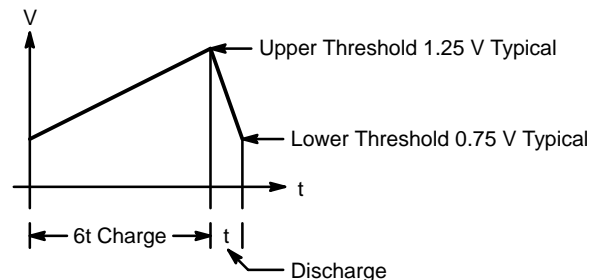 V
Upper Threshold 1.25 V Typical
Lower Threshold 0.75 V Typical
t
6t Charge
t
Discharge